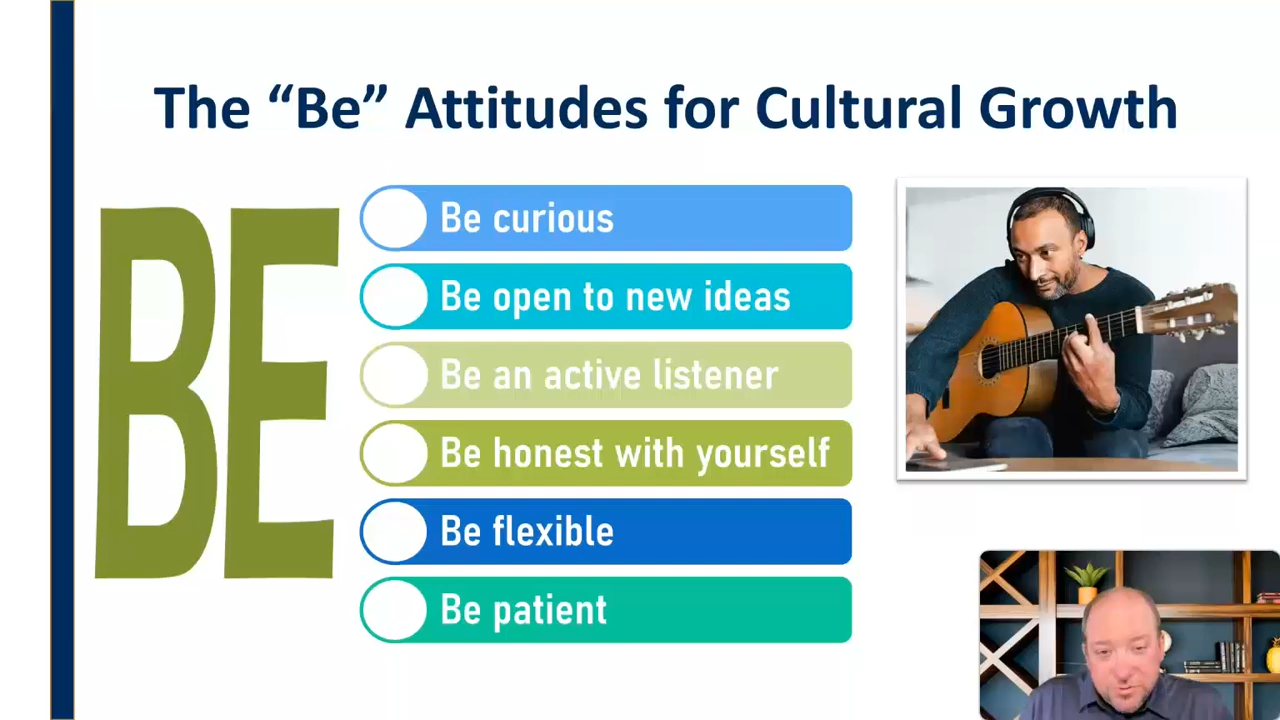 The “Be” Attitudes for Cultural Growth
BE
Be curious
Be open to new ideas
Be an active listener
Be honest with yourself
Be flexible
Be patient